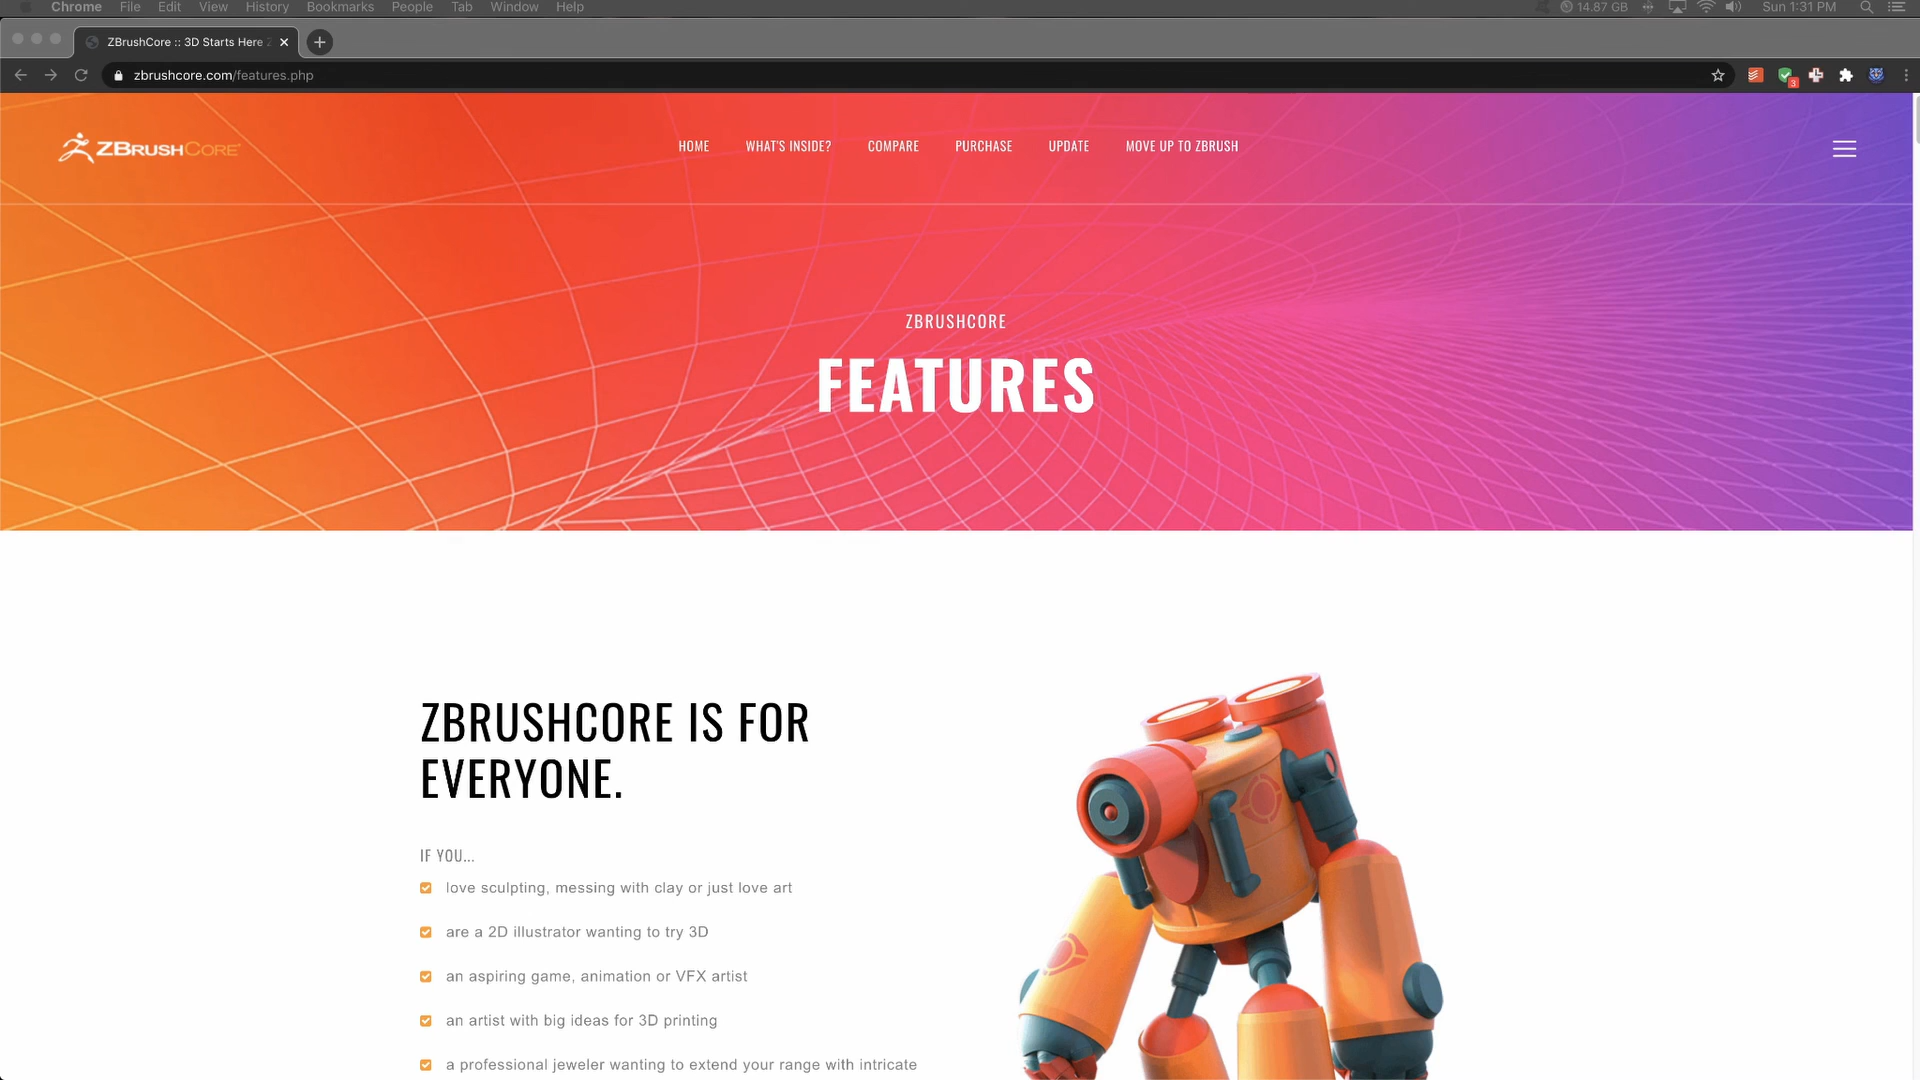 Chrome File Edit View History Bookmarks People Tab Window Help 14.87 GB Sun 1:31 PM
ZBrushCore :: 3D Starts Here
zbrushcore.com/features.php 3
ZBRUSHCORE HOME WHAT'S INSIDE? COMPARE PURCHASE UPDATE MOVE UP TO ZBRUSH
ZBRUSHCORE
FEATURES
ZBRUSHCORE IS FOR
EVERYONE.
IF YOU...
love sculpting, messing with clay or just love art
are a 2D illustrator wanting to try 3D
an aspiring game, animation or VFX artist
an artist with big ideas for 3D printing
a professional jeweler wanting to extend your range with intricate